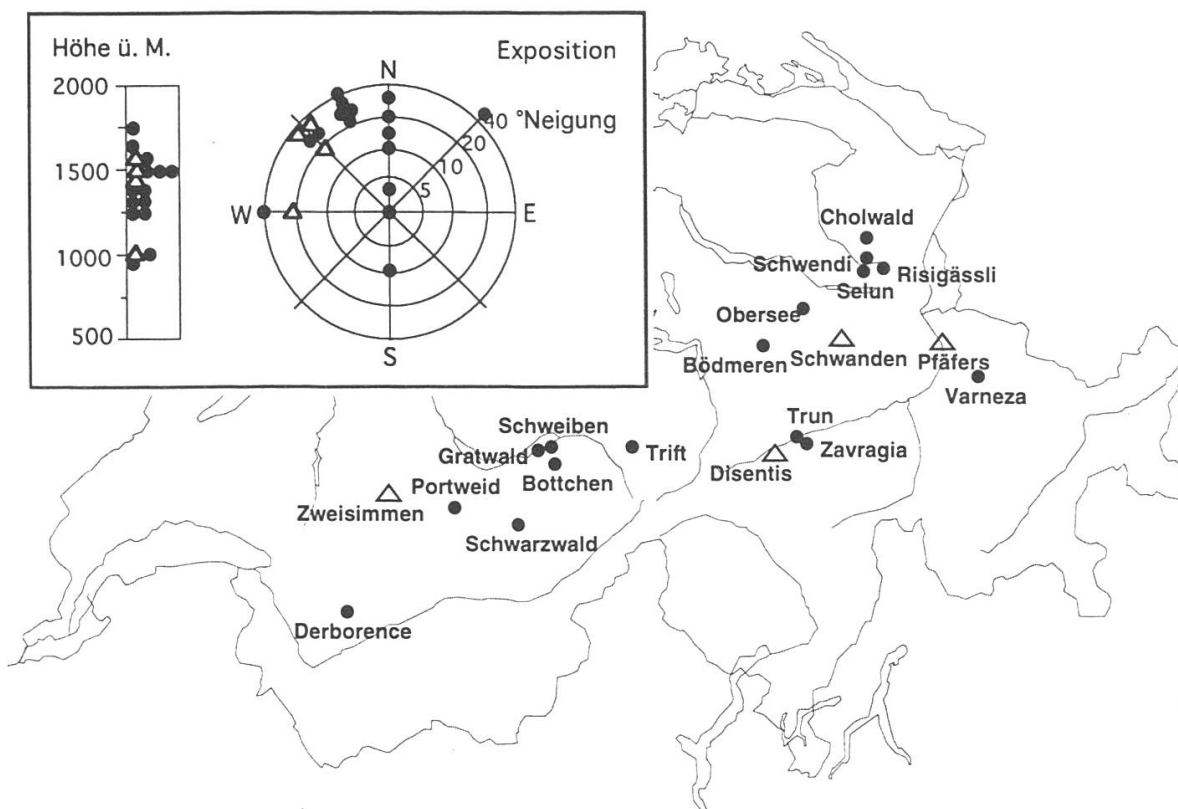 Höhe ü. M.
Exposition
2000
1500
1000
500
N
40 °Neigung
20
10
5
W
E
S
Cholwald
Schwendi
Risigässli
Selun
Obersee
Bödmeren
Schwanden
Pfäfers
Varneza
Trun
Zavragia
Disentis
Schweiben
Gratwald
Trift
Bottchen
Portweid
Zweisimmen
Schwarzwald
Derborence